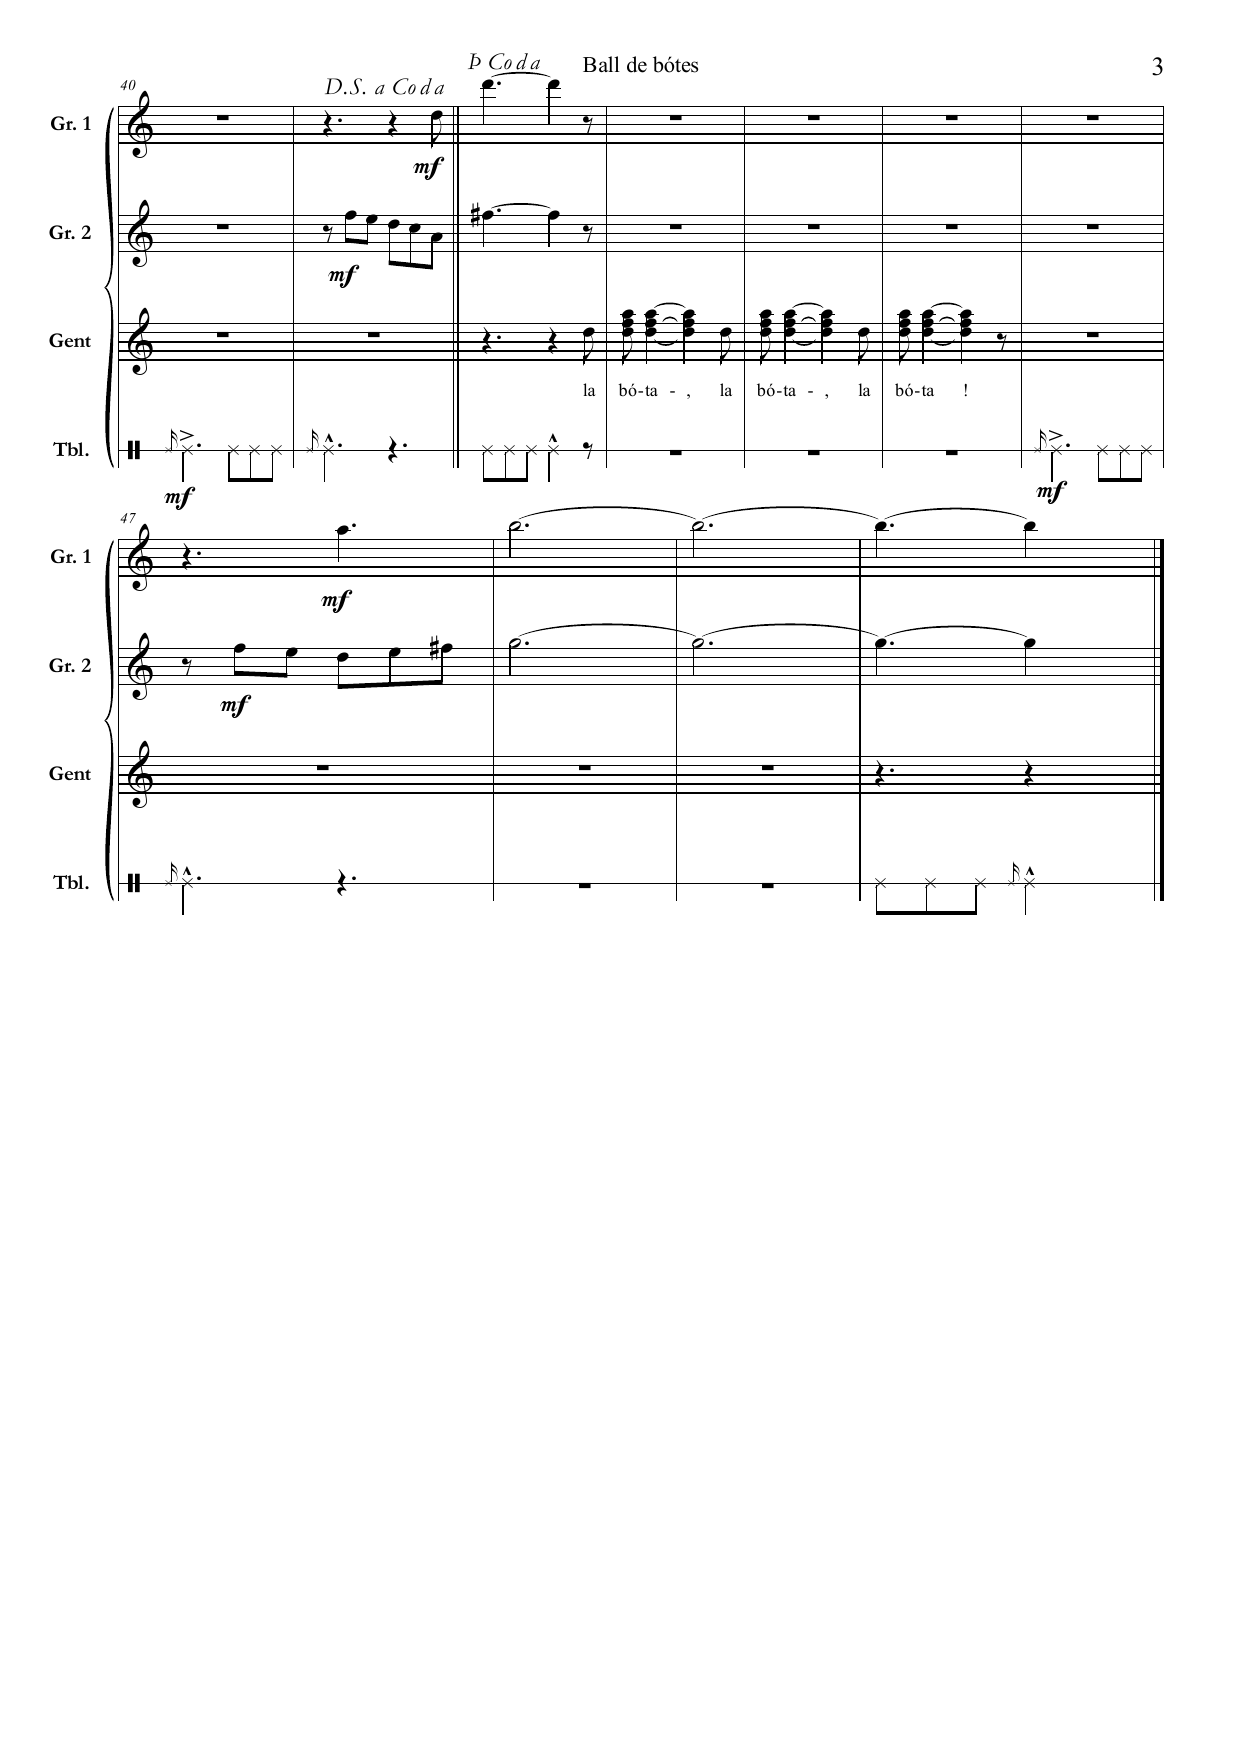 Þ Coda Ball de bótes 3
40 D.S. a Coda
Gr. 1
mf
Gr. 2
mf
Gent
la bó-ta - , la bó-ta - , la bó-ta !
Tbl.
mf mf
47
Gr. 1
mf
Gr. 2
mf
Gent
Tbl.